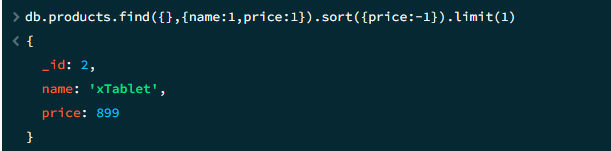 > db.products.find({},{name:1,price:1}).sort({price:-1}).limit(1)
< {
_id: 2,
name: 'xTablet',
price: 899
}